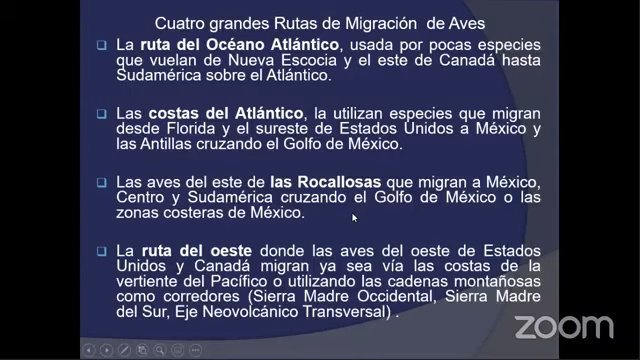 Cuatro grandes Rutas de Migración de Aves
La ruta del Océano Atlántico, usada por pocas especies
que vuelan de Nueva Escocia y el este de Canadá hasta
Sudamérica sobre el Atlántico.
Las costas del Atlántico, la utilizan especies que migran
desde Florida y el sureste de Estados Unidos a México y
las Antillas cruzando el Golfo de México.
Las aves del este de las Rocallosas que migran a México,
Centro y Sudamérica cruzando el Golfo de México o las
zonas costeras de México.
La ruta del oeste donde las aves del oeste de Estados
Unidos y Canadá migran ya sea vía las costas de la
vertiente del Pacífico o utilizando las cadenas montañosas
como corredores (Sierra Madre Occidental, Sierra Madre
del Sur, Eje Neovolcánico Transversal) .
zoom